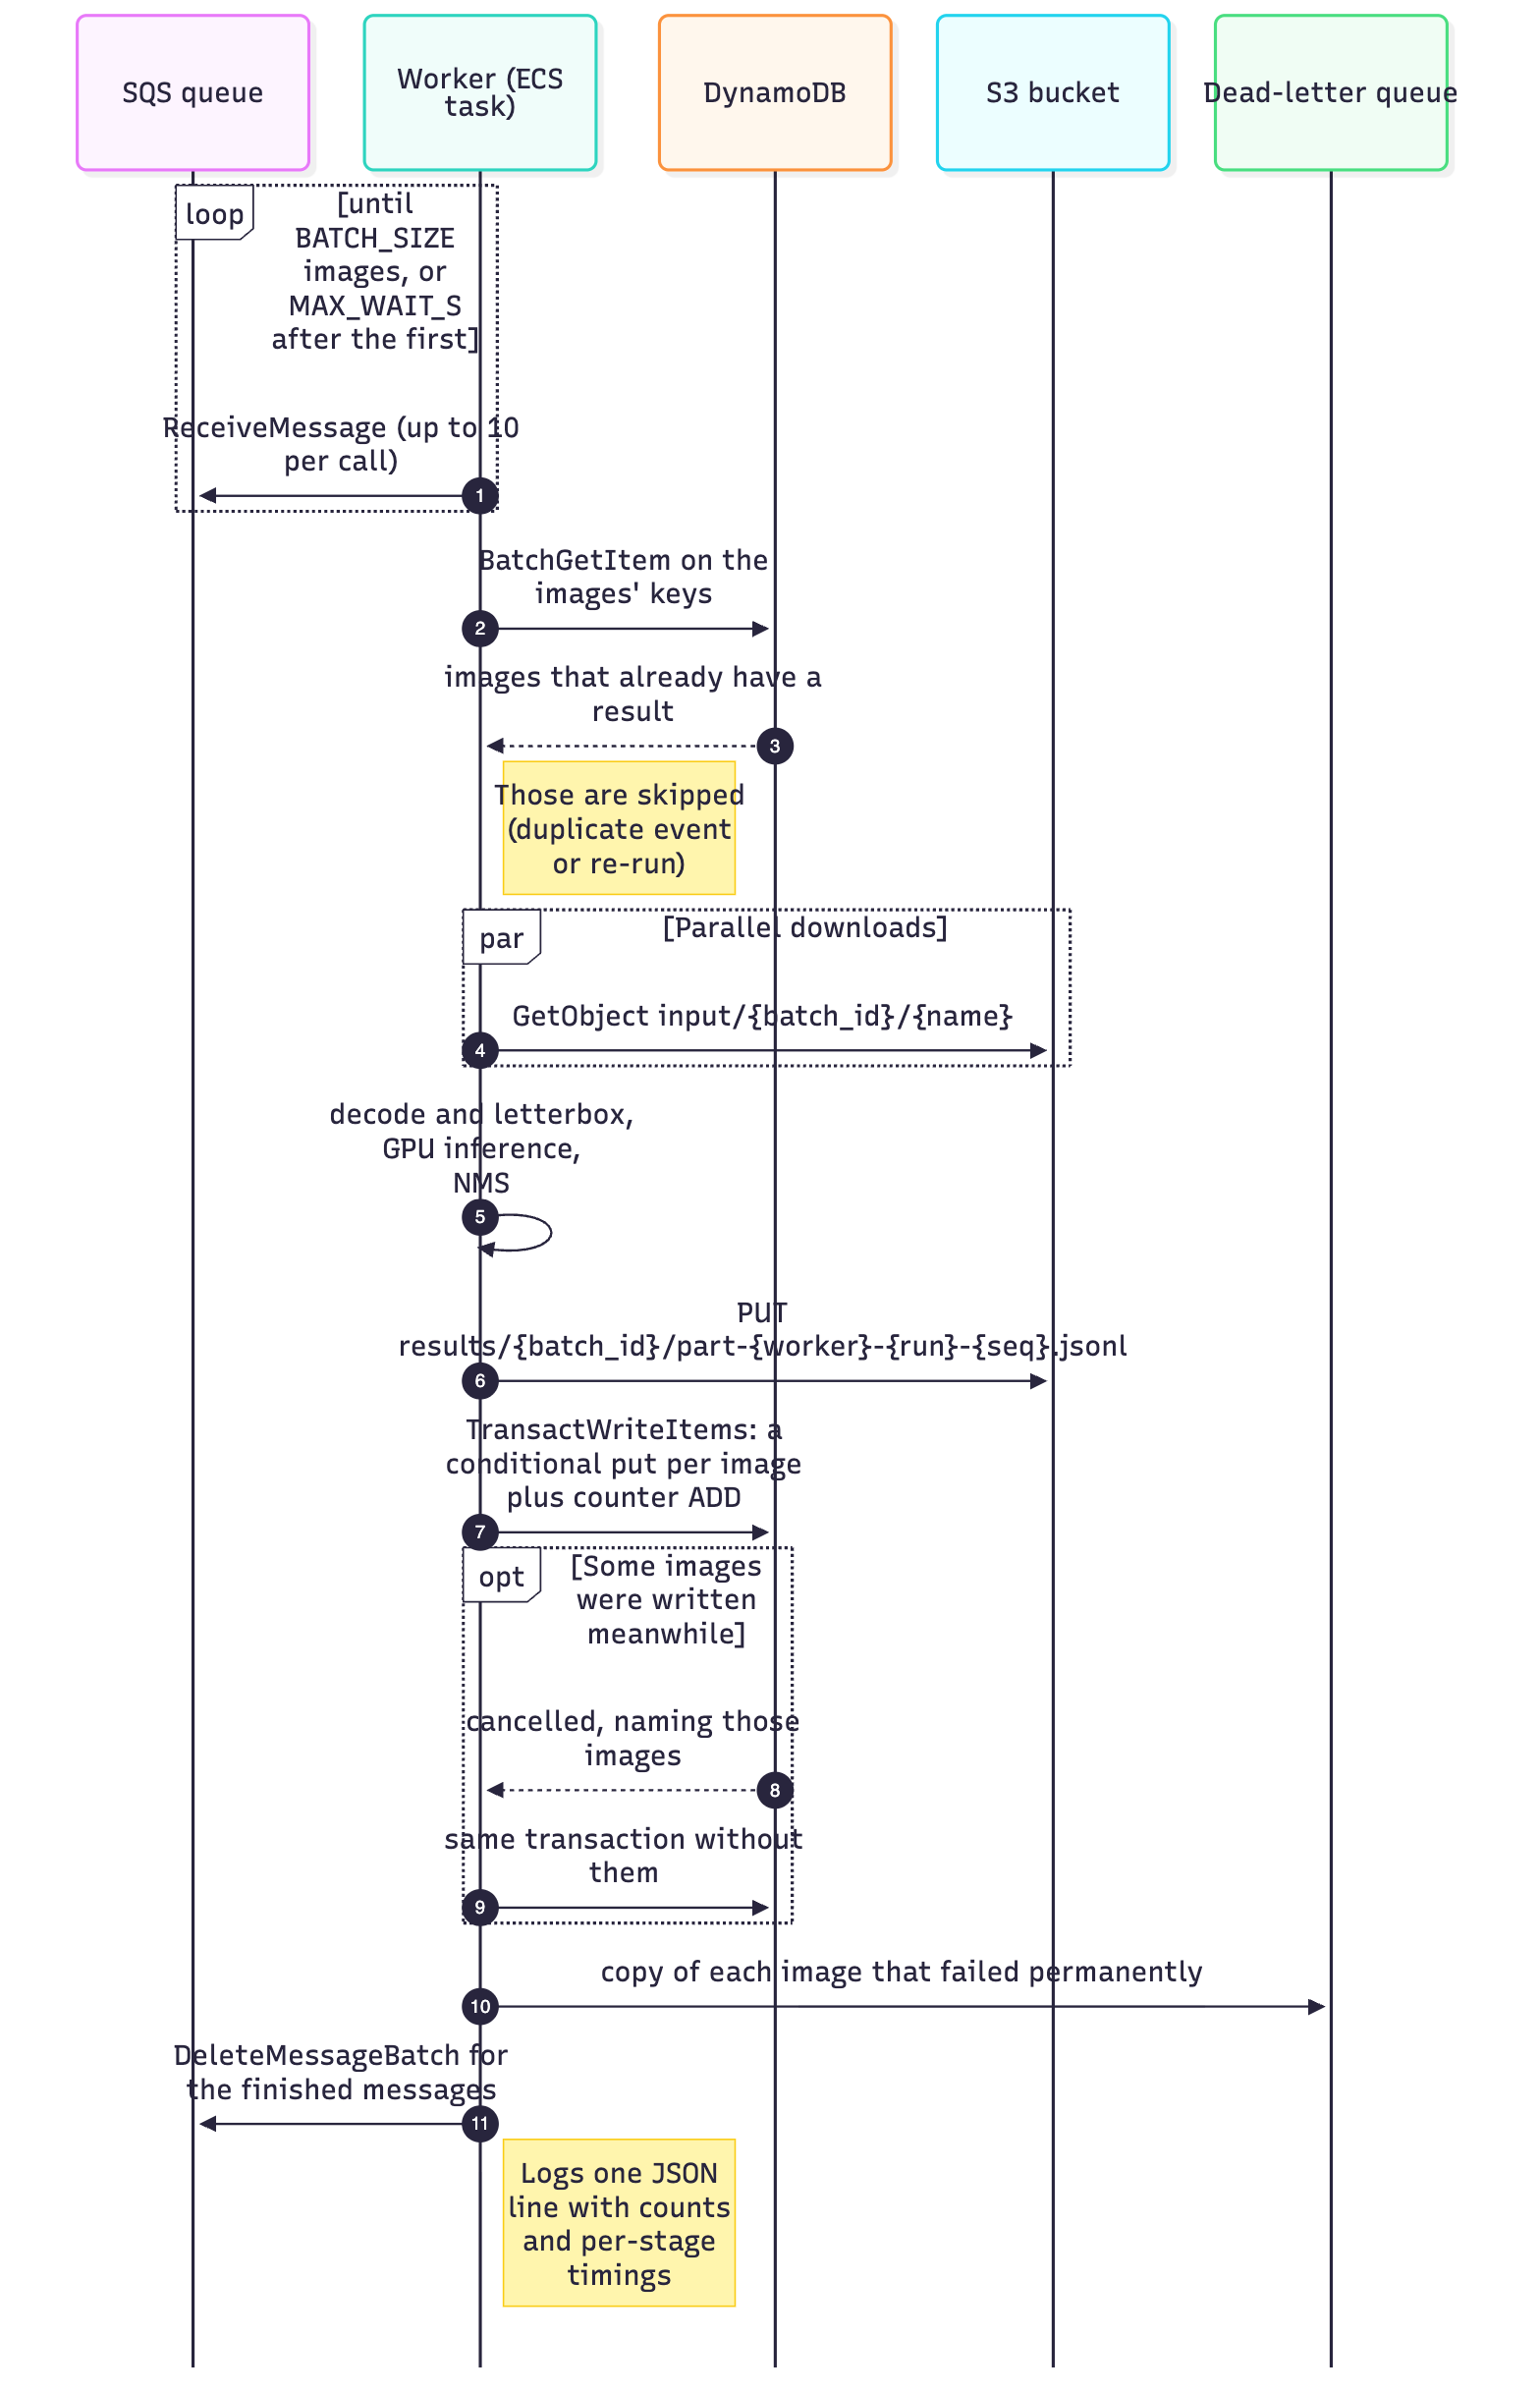 SQS queue
Worker (ECS
task)
DynamoDB
S3 bucket
Dead-letter queue
loop
[until
BATCH_SIZE
images, or
MAX_WAIT_S
after the first]
ReceiveMessage (up to 10
per call)
1
BatchGetItem on the
images' keys
2
images that already have a
result
3
Those are skipped
(duplicate event
or re-run)
par
[Parallel downloads]
GetObject input/{batch_id}/{name}
4
decode and letterbox,
GPU inference,
NMS
5
PUT
results/{batch_id}/part-{worker}-{run}-{seq}.jsonl
6
TransactWriteItems: a
conditional put per image
plus counter ADD
7
opt
[Some images
were written
meanwhile]
cancelled, naming those
images
8
same transaction without
them
9
copy of each image that failed permanently
10
DeleteMessageBatch for
the finished messages
11
Logs one JSON
line with counts
and per-stage
timings